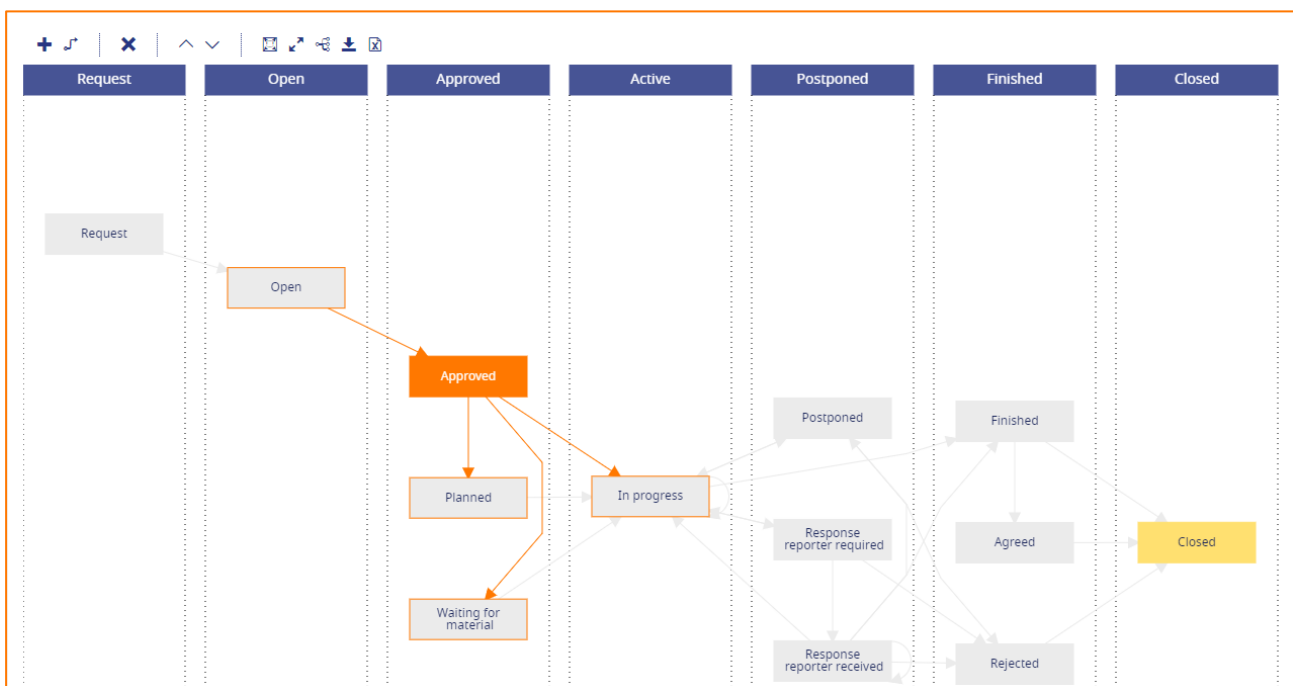 Request
Open
Approved
Active
Postponed
Finished
Closed
Request
Open
Approved
Postponed
Finished
Planned
In progress
Response
reporter required
Agreed
Closed
Waiting for
material
Response
reporter received
Rejected